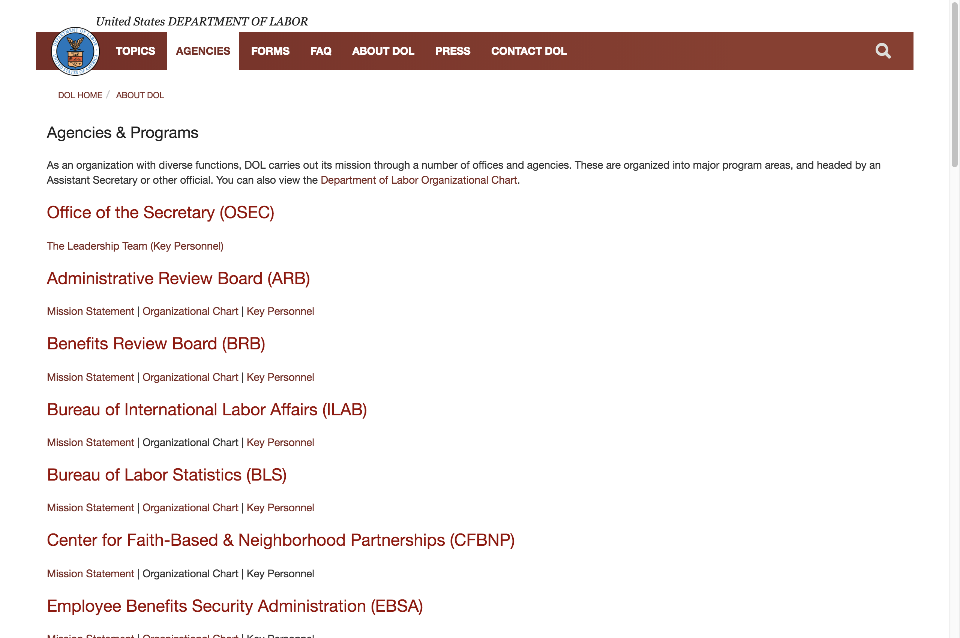 United States DEPARTMENT OF LABOR
TOPICS AGENCIES FORMS FAQ ABOUT DOL PRESS CONTACT DOL
DOL HOME / ABOUT DOL
Agencies & Programs
As an organization with diverse functions, DOL carries out its mission through a number of offices and agencies. These are organized into major program areas, and headed by an
Assistant Secretary or other official. You can also view the Department of Labor Organizational Chart.
Office of the Secretary (OSEC)
The Leadership Team (Key Personnel)
Administrative Review Board (ARB)
Mission Statement | Organizational Chart | Key Personnel
Benefits Review Board (BRB)
Mission Statement | Organizational Chart | Key Personnel
Bureau of International Labor Affairs (ILAB)
Mission Statement | Organizational Chart | Key Personnel
Bureau of Labor Statistics (BLS)
Mission Statement | Organizational Chart | Key Personnel
Center for Faith-Based & Neighborhood Partnerships (CFBNP)
Mission Statement | Organizational Chart | Key Personnel
Employee Benefits Security Administration (EBSA)
Mission Statement | Organizational Chart | Key Personnel